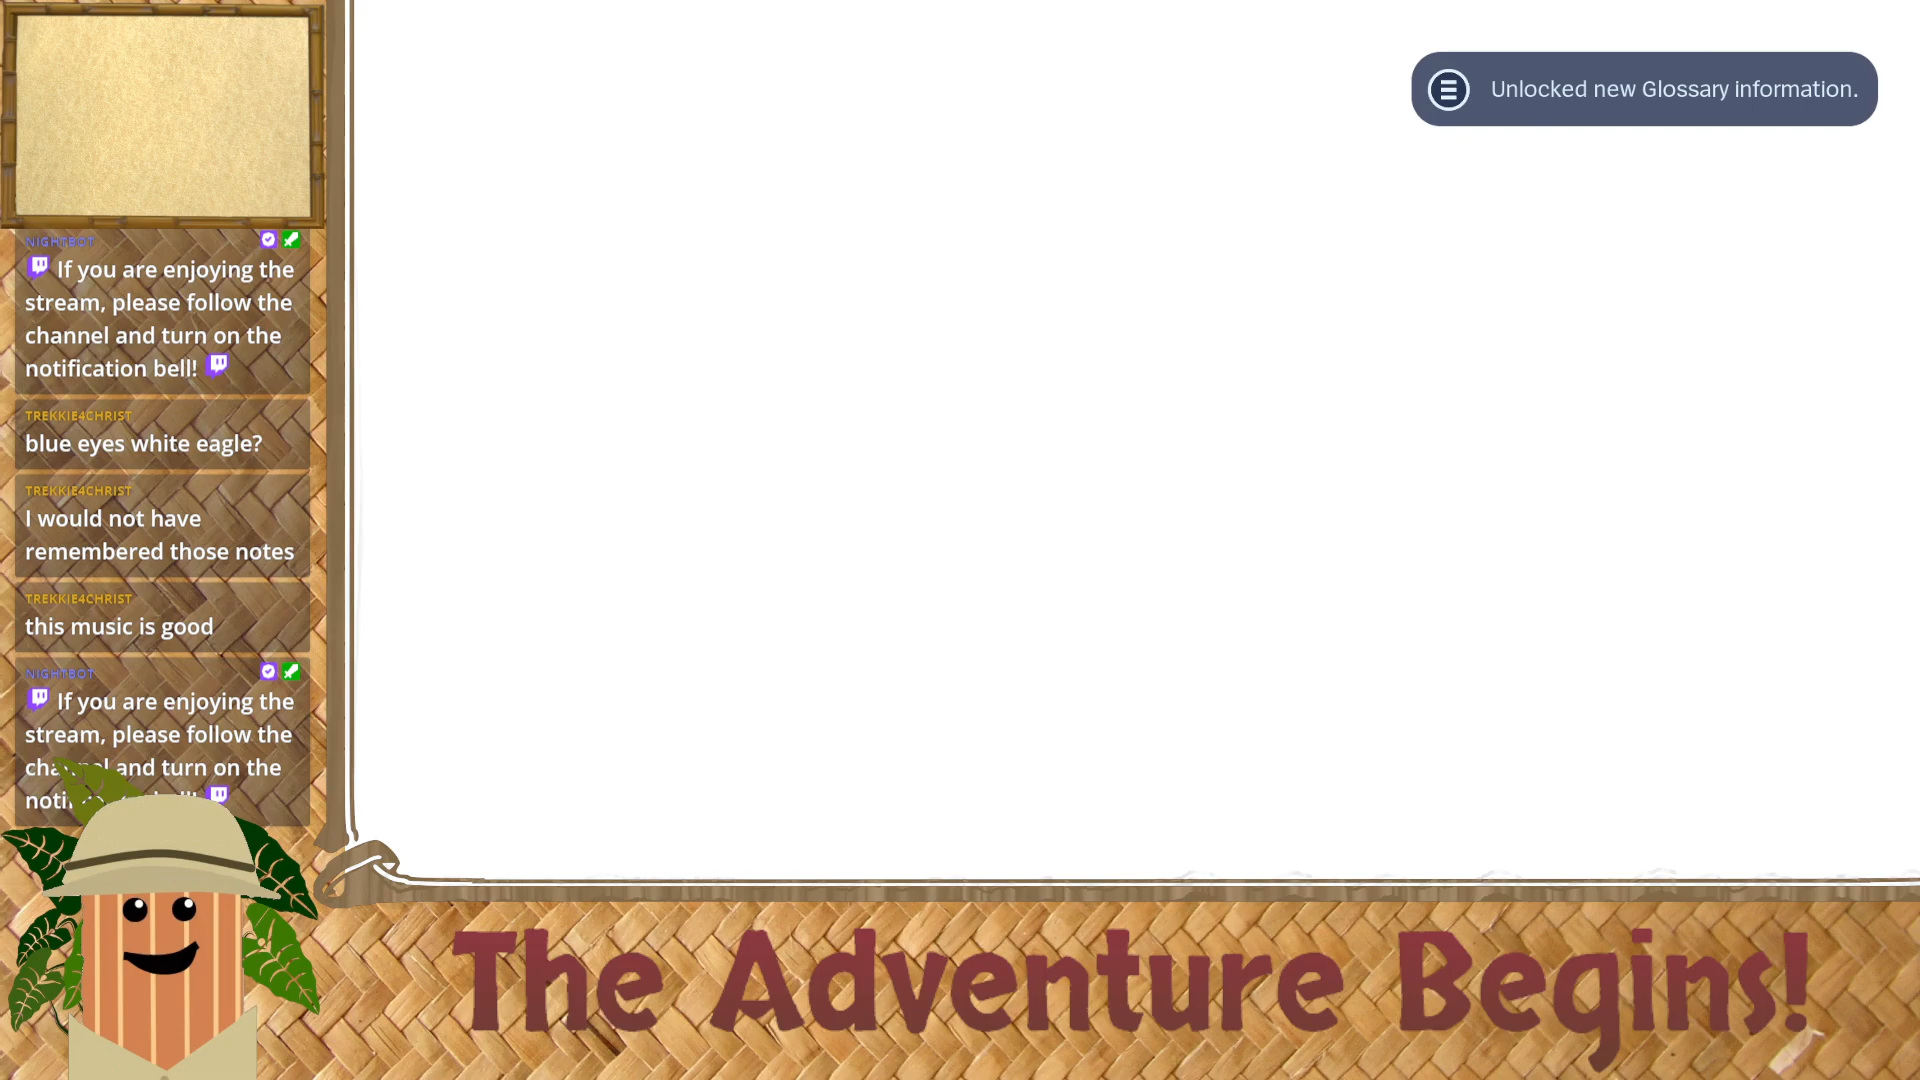 Unlocked new Glossary information.
NIGHTBOT
If you are enjoying the
stream, please follow the
channel and turn on the
notification bell!
TREKKIE4CHRIST
blue eyes white eagle?
TREKKIE4CHRIST
I would not have
remembered those notes
TREKKIE4CHRIST
this music is good
NIGHTBOT
If you are enjoying the
stream, please follow the
and turn on the
The Adventure Begins!